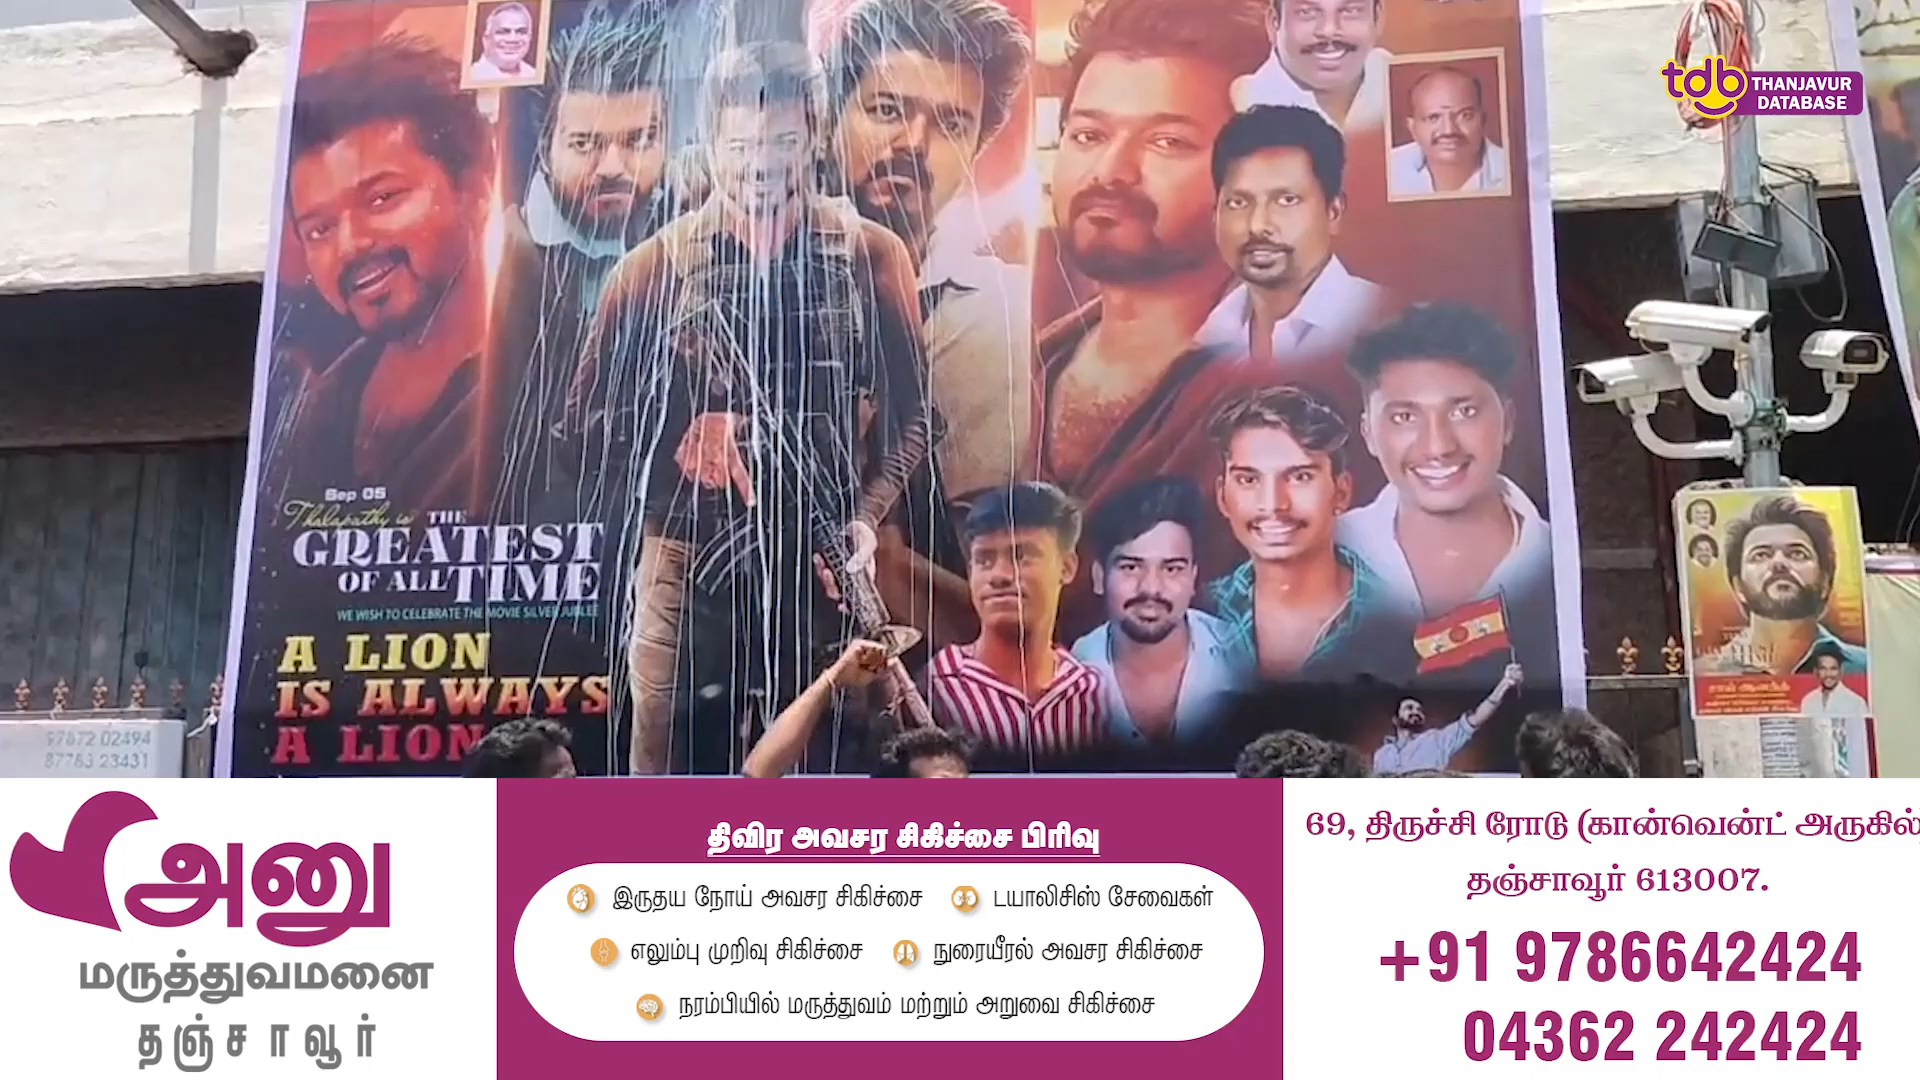 tdb THANJAVUR
DATABASE
Sep 05
Thalapathy is THE
GREATEST
OF ALL TIME
WE WISH TO CELEBRATE THE MOVIE SILVER JUBILEE
A LION
IS ALWAYS
A LION
97872 02494
87783 23431
அனு
மருத்துவமனை
தஞ்சாவூர்
திவிர அவசர சிகிச்சை பிரிவு
இருதய நோய் அவசர சிகிச்சை
டயாலிசிஸ் சேவைகள்
எலும்பு முறிவு சிகிச்சை
நுரையீரல் அவசர சிகிச்சை
நரம்பியில் மருத்துவம் மற்றும் அறுவை சிகிச்சை
69, திருச்சி ரோடு (கான்வென்ட் அருகில்
தஞ்சாவூர் 613007.
+91 9786642424
04362 242424